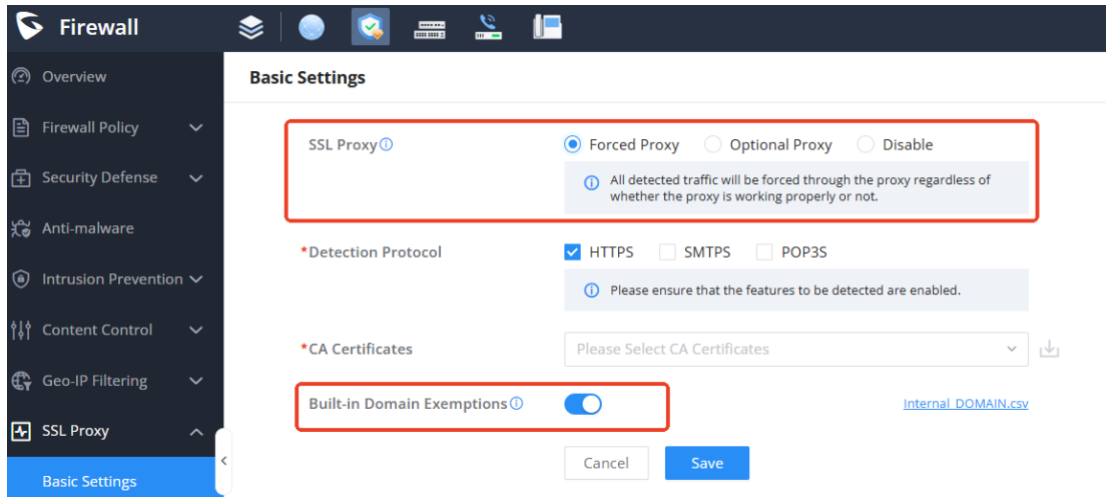 Firewall
Overview
Firewall Policy
Security Defense
Anti-malware
Intrusion Prevention
Content Control
Geo-IP Filtering
SSL Proxy
Basic Settings
Basic Settings
SSL Proxy
Forced Proxy
Optional Proxy
Disable
All detected traffic will be forced through the proxy regardless of
whether the proxy is working properly or not.
*Detection Protocol
HTTPS
SMTPS
POP3S
Please ensure that the features to be detected are enabled.
*CA Certificates
Please Select CA Certificates
Built-in Domain Exemptions
Internal_DOMAIN.csv
Cancel
Save